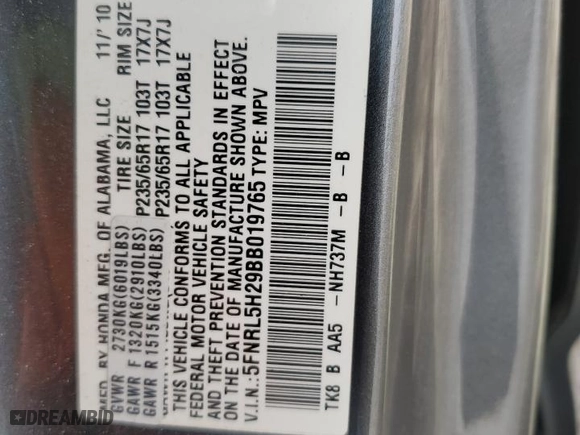 MFD. BY HONDA MFG. OF ALABAMA, LLC 11/'10
TIRE SIZE RIM SIZE
GVWR 2730KG(6019LBS)
GAWR F 1320KG(2910LBS) P235/65R17 103T 17X7J
GAWR R 1515KG(3340LBS) P235/65R17 103T 17X7J
THIS VEHICLE CONFORMS TO ALL APPLICABLE
FEDERAL MOTOR VEHICLE SAFETY
AND THEFT PREVENTION STANDARDS IN EFFECT
ON THE DATE OF MANUFACTURE SHOWN ABOVE.
V.I.N.:5FNRL5H29BB019765 TYPE: MPV
TK8 B AA5 -NH737M -B -B
DREAMBID